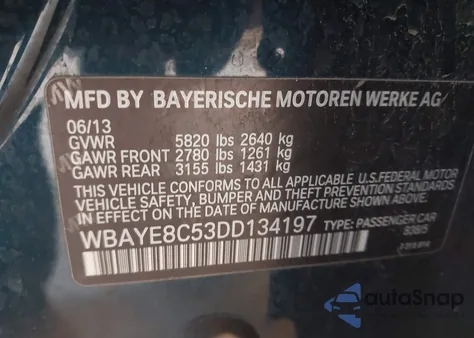 MFD BY BAYERISCHE MOTOREN WERKE AG
06/13
GVWR 5820 lbs 2640 kg
GAWR FRONT 2780 lbs 1261 kg
GAWR REAR 3155 lbs 1431 kg
THIS VEHICLE CONFORMS TO ALL APPLICABLE U.S.FEDERAL MOTOR
VEHICLE SAFETY, BUMPER AND THEFT PREVENTION STANDARDS
IN EFFECT ON THE DATE OF MANUFACTURE SHOWN ABOVE.
WBAYE8C53DD134197 TYPE: PASSENGER CAR
autoSnap